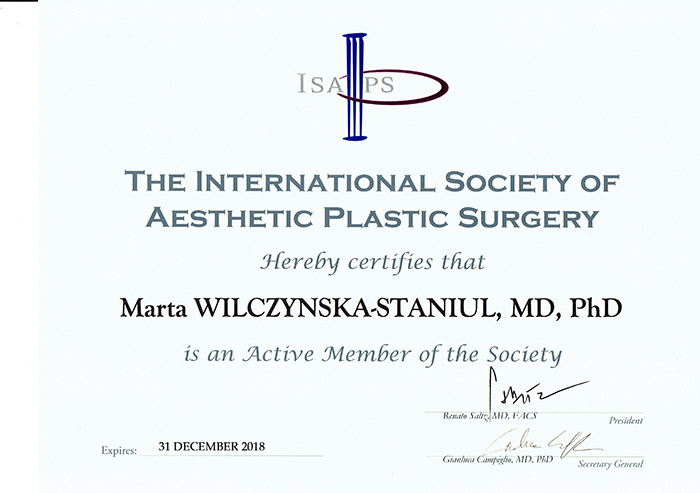 ISAPS
THE INTERNATIONAL SOCIETY OF
AESTHETIC PLASTIC SURGERY
Hereby certifies that
Marta WILCZYNSKA-STANIUL, MD, PhD
is an Active Member of the Society
Renato Saltz, MD, FACS
President
Expires: 31 DECEMBER 2018
Gianluca Campiglio, MD, PhD
Secretary General